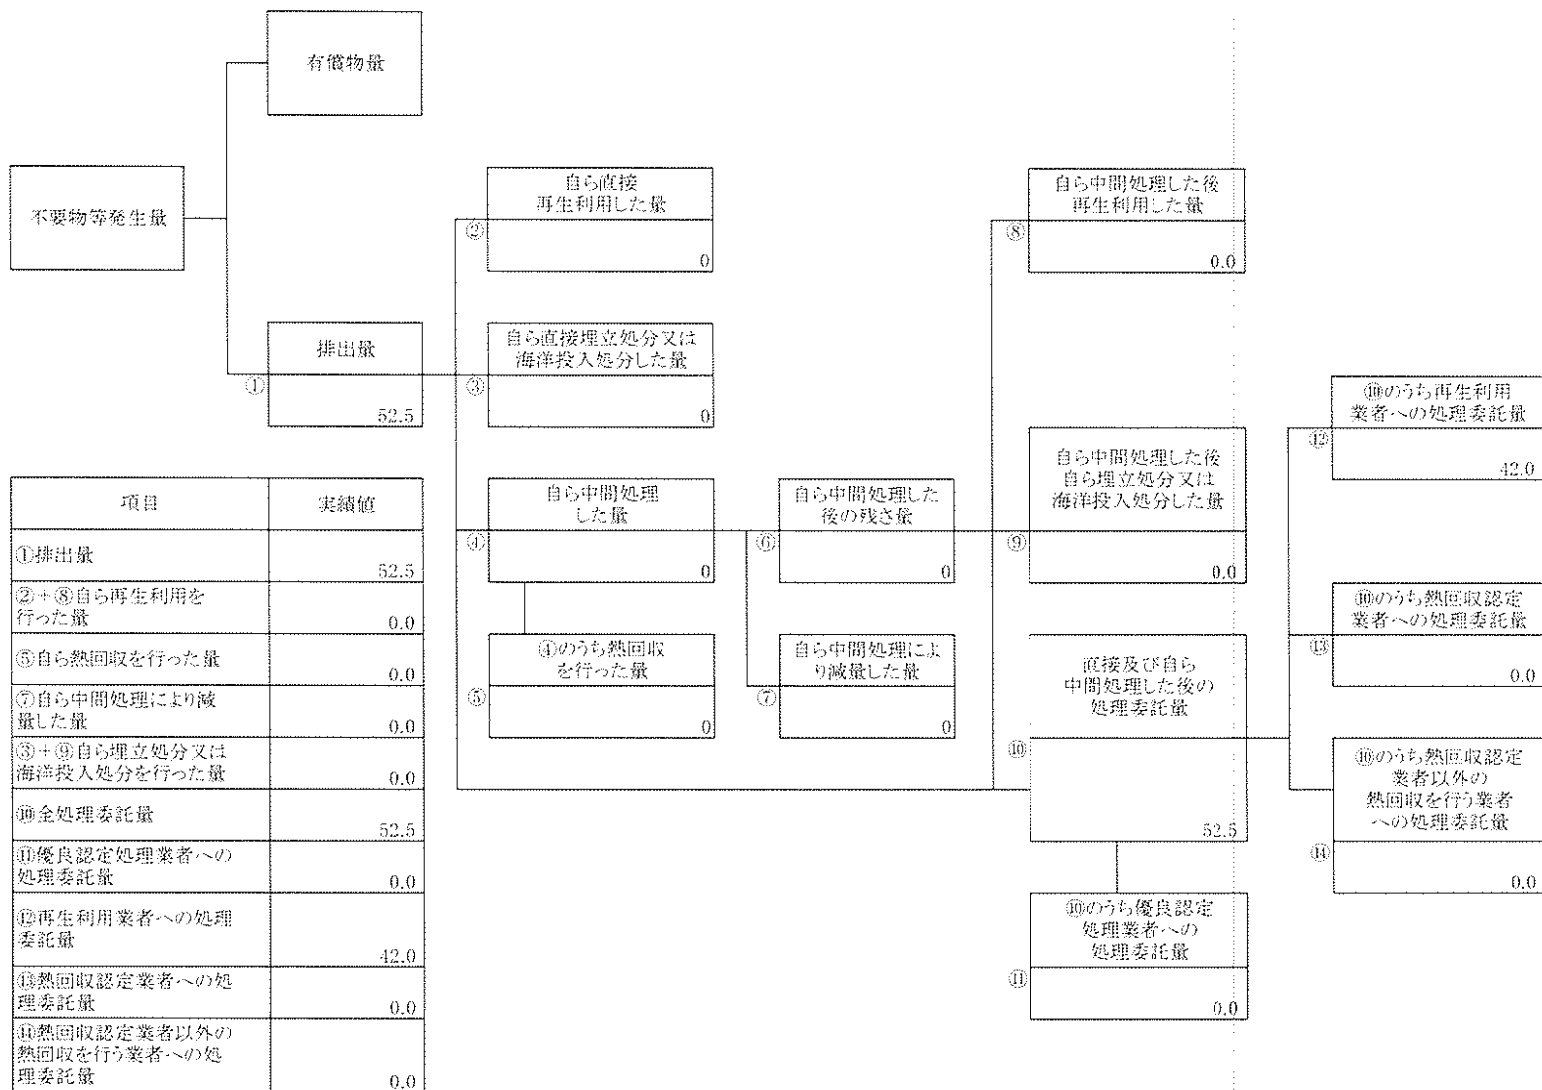 有償物量
不要物等発生量
自ら直接
再生利用した量
②
0
自ら中間処理した後
再生利用した量
⑧
0.0
排出量
①
52.5
自ら直接埋立処分又は
海洋投入処分した量
③
0
⑩のうち再生利用
業者への処理委託量
⑫
42.0
自ら中間処理
した量
④
0
自ら中間処理した
後の残さ量
⑥
0
自ら中間処理した後
自ら埋立処分又は
海洋投入処分した量
⑨
0.0
④のうち熱回収
を行った量
⑤
0
自ら中間処理によ
り減量した量
⑦
0
直接及び自ら
中間処理した後の
処理委託量
⑩
52.5
⑩のうち熱回収認定
業者への処理委託量
⑬
0.0
⑩のうち熱回収認定
業者以外の
熱回収を行う業者
への処理委託量
⑭
0.0
⑩のうち優良認定
処理業者への
処理委託量
⑪
0.0
項目 実績値
①排出量
52.5
②+⑧自ら再生利用を
行った量
0.0
⑤自ら熱回収を行った量
0.0
⑦自ら中間処理により減
量した量
0.0
③+⑨自ら埋立処分又は
海洋投入処分を行った量
0.0
⑩全処理委託量
52.5
⑪優良認定処理業者への
処理委託量
0.0
⑫再生利用業者への処理
委託量
42.0
⑬熱回収認定業者への処
理委託量
0.0
⑭熱回収認定業者以外の
熱回収を行う業者への処
理委託量
0.0